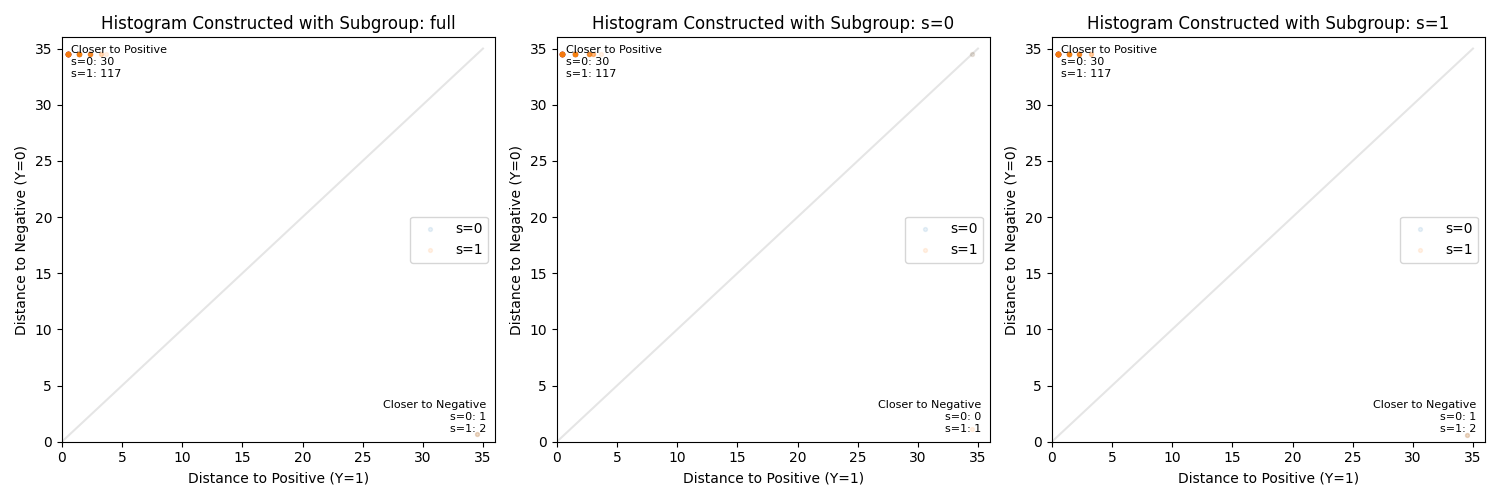 Histogram Constructed with Subgroup: full
Closer to Positive
s=0: 30
s=1: 117
35
30
25
20
15
10
5
0
Distance to Negative (Y=0)
s=0
s=1
Closer to Negative
s=0: 1
s=1: 2
0
5
10
15
20
25
30
35
Distance to Positive (Y=1)
Histogram Constructed with Subgroup: s=0
Closer to Positive
s=0: 30
s=1: 117
35
30
25
20
15
10
5
0
Distance to Negative (Y=0)
s=0
s=1
Closer to Negative
s=0: 0
s=1: 1
0
5
10
15
20
25
30
35
Distance to Positive (Y=1)
Histogram Constructed with Subgroup: s=1
Closer to Positive
s=0: 30
s=1: 117
35
30
25
20
15
10
5
0
Distance to Negative (Y=0)
s=0
s=1
Closer to Negative
s=0: 1
s=1: 2
0
5
10
15
20
25
30
35
Distance to Positive (Y=1)